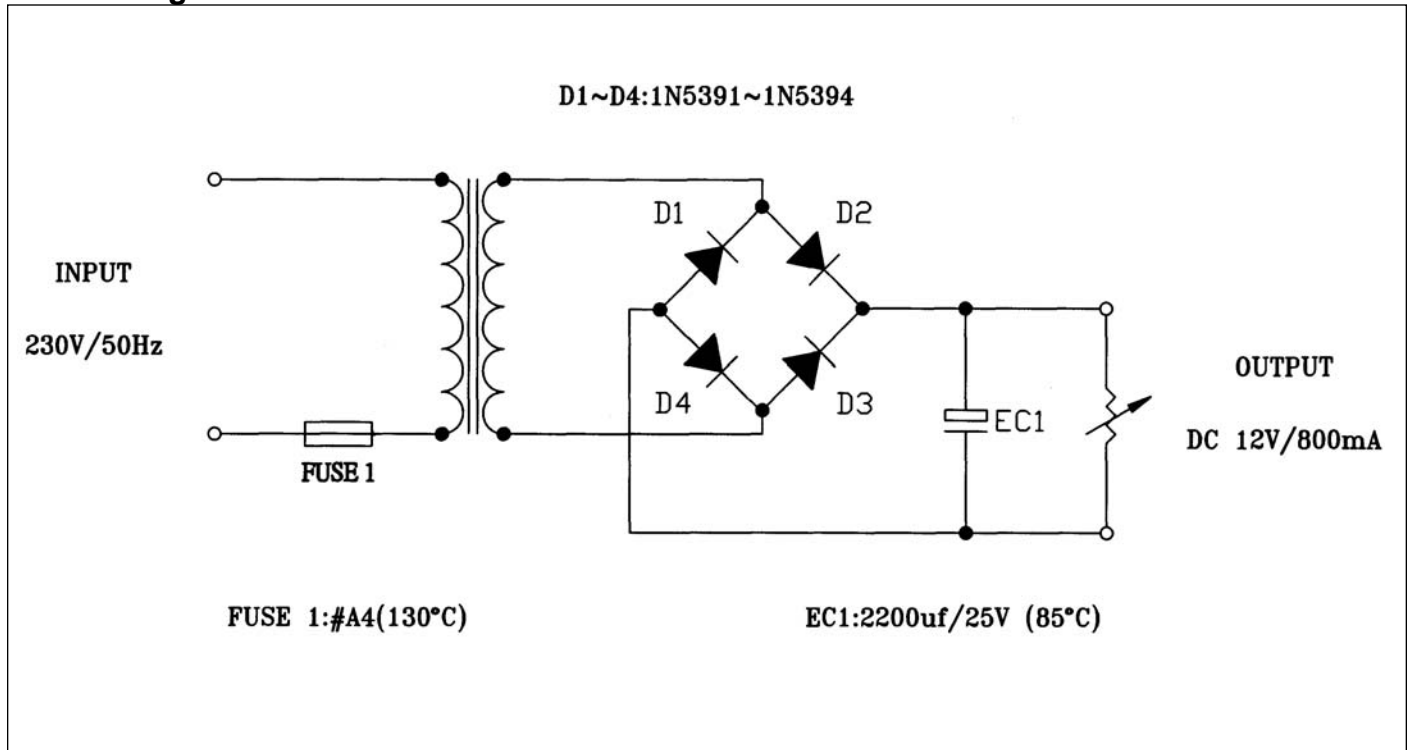 D1~D4:1N5391~1N5394
D1
D2
INPUT
230V/50Hz
D4
D3
EC1
OUTPUT
DC 12V/800mA
FUSE 1
FUSE 1:#A4(130°C)
EC1:2200uf/25V (85°C)